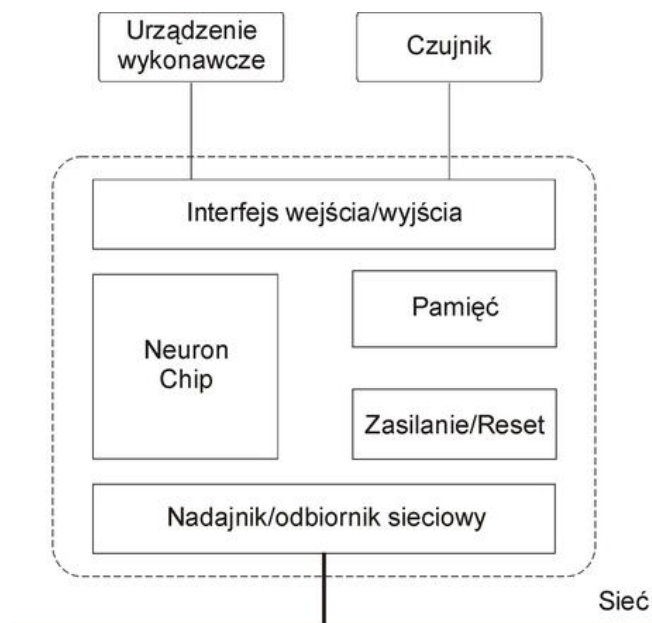 Urządzenie
wykonawcze
Czujnik
Interfejs wejścia/wyjścia
Neuron
Chip
Pamięć
Zasilanie/Reset
Nadajnik/odbiornik sieciowy
Sieć